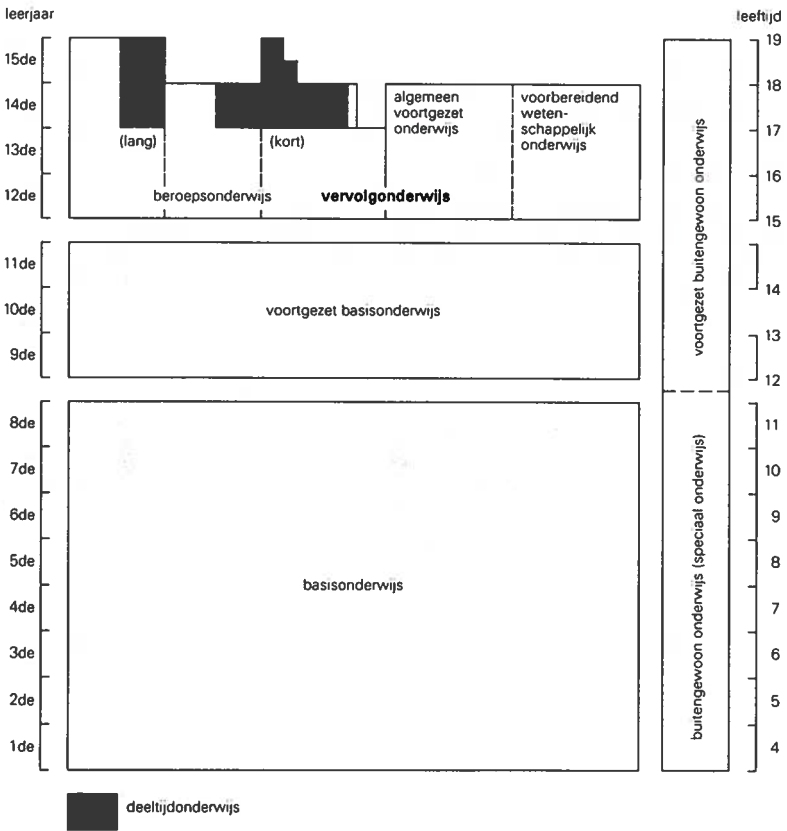 leerjaar
leeftijd
15de
14de
13de
12de
(lang)
(kort)
algemeen
voortgezet
onderwijs
voorbereidend
weten-
schappelijk
onderwijs
beroepsonderwijs
vervolgonderwijs
19
18
17
16
15
voortgezet buitengewoon onderwijs
11de
10de
9de
voortgezet basisonderwijs
14
13
12
8de
7de
6de
5de
4de
3de
2de
1de
basisonderwijs
buitengewoon onderwijs (speciaal onderwijs)
11
10
9
8
7
6
5
4
deeltijdonderwijs